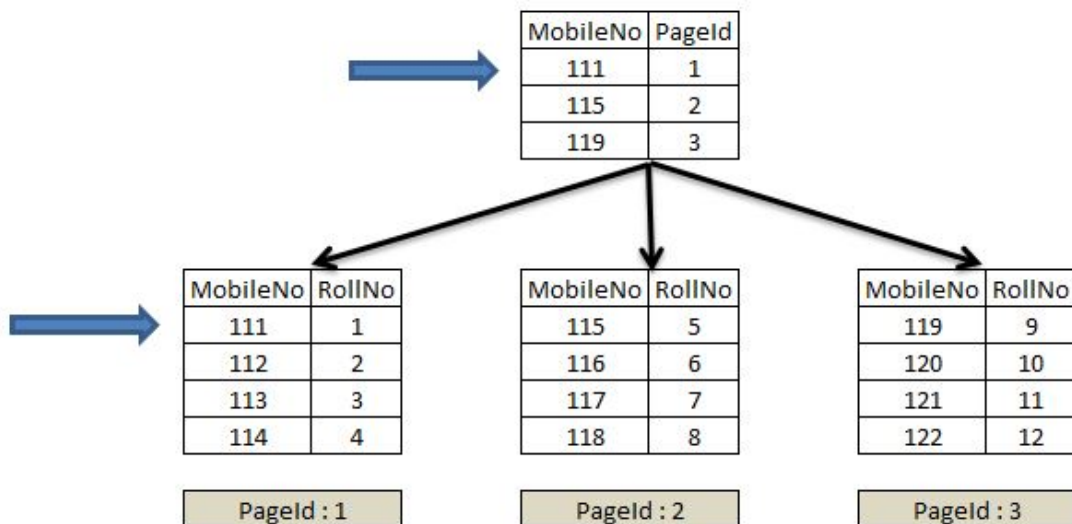 MobileNo PageId
111 1
115 2
119 3
MobileNo RollNo
111 1
112 2
113 3
114 4
PageId : 1
MobileNo RollNo
115 5
116 6
117 7
118 8
PageId : 2
MobileNo RollNo
119 9
120 10
121 11
122 12
PageId : 3